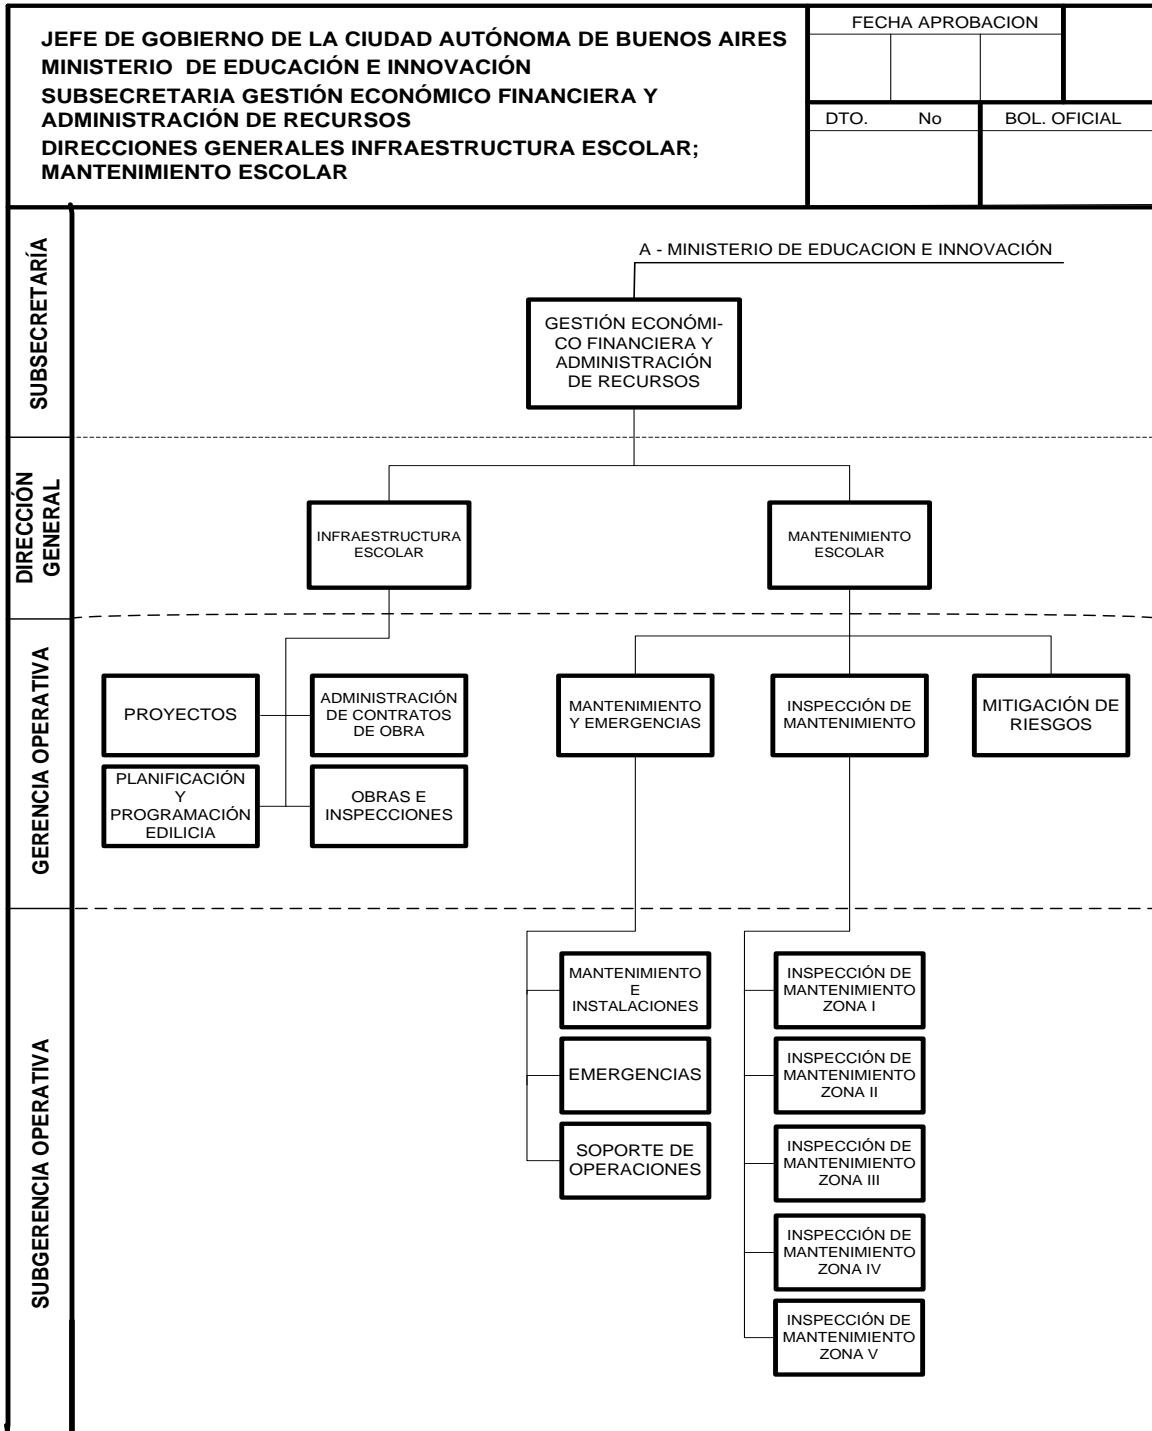 JEFE DE GOBIERNO DE LA CIUDAD AUTÓNOMA DE BUENOS AIRES
MINISTERIO DE EDUCACIÓN E INNOVACIÓN
SUBSECRETARIA GESTIÓN ECONÓMICO FINANCIERA Y
ADMINISTRACIÓN DE RECURSOS
DIRECCIONES GENERALES INFRAESTRUCTURA ESCOLAR;
MANTENIMIENTO ESCOLAR
FECHA APROBACION
DTO. No
BOL. OFICIAL
SUBSECRETARÍA
A - MINISTERIO DE EDUCACION E INNOVACIÓN
GESTIÓN ECONÓMI-
CO FINANCIERA Y
ADMINISTRACIÓN
DE RECURSOS
DIRECCIÓN
GENERAL
INFRAESTRUCTURA
ESCOLAR
MANTENIMIENTO
ESCOLAR
GERENCIA OPERATIVA
PROYECTOS
ADMINISTRACIÓN
DE CONTRATOS
DE OBRA
MANTENIMIENTO
Y EMERGENCIAS
INSPECCIÓN DE
MANTENIMIENTO
MITIGACIÓN DE
RIESGOS
PLANIFICACIÓN
Y
PROGRAMACIÓN
EDILICIA
OBRAS E
INSPECCIONES
SUBGERENCIA OPERATIVA
MANTENIMIENTO
E
INSTALACIONES
EMERGENCIAS
SOPORTE DE
OPERACIONES
INSPECCIÓN DE
MANTENIMIENTO
ZONA I
INSPECCIÓN DE
MANTENIMIENTO
ZONA II
INSPECCIÓN DE
MANTENIMIENTO
ZONA III
INSPECCIÓN DE
MANTENIMIENTO
ZONA IV
INSPECCIÓN DE
MANTENIMIENTO
ZONA V